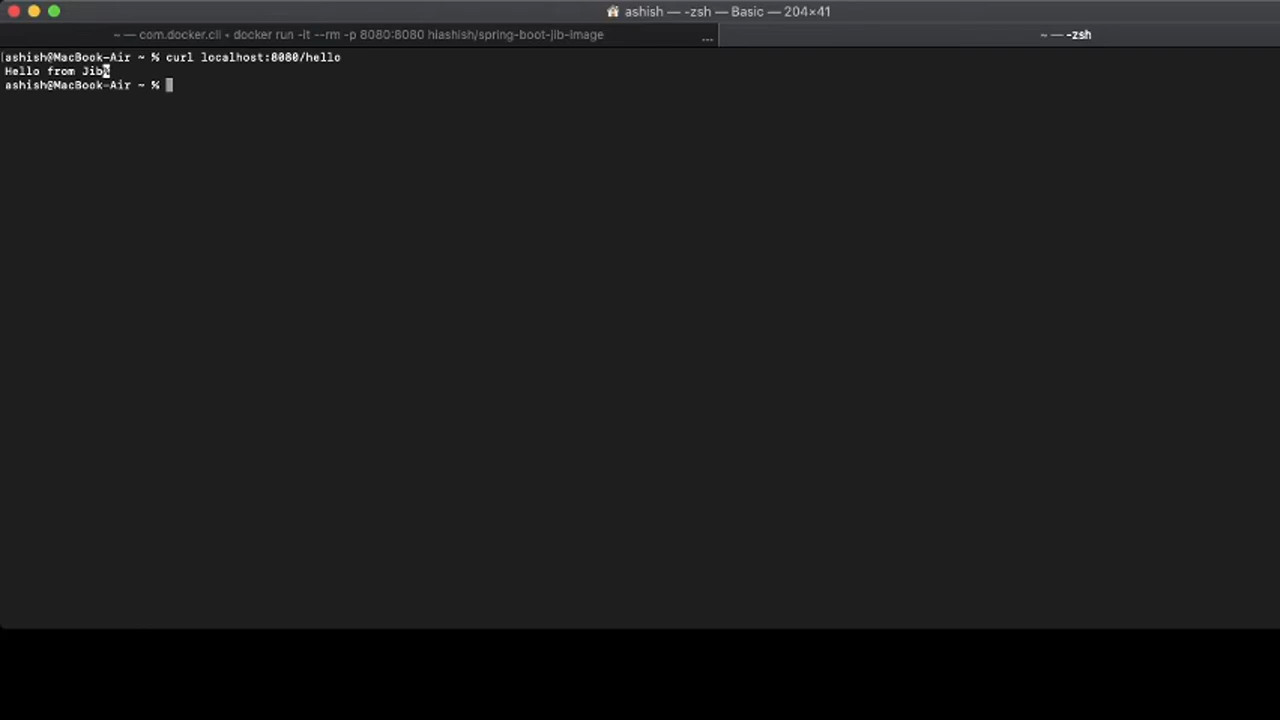 ashish — -zsh — Basic — 204×41
~ — com.docker.cli • docker run -it --rm -p 8080:8080 hiashish/spring-boot-jib-image ...
~ — -zsh
ashish@MacBook-Air ~ % curl localhost:8080/hello
Hello from Jib%
ashish@MacBook-Air ~ %